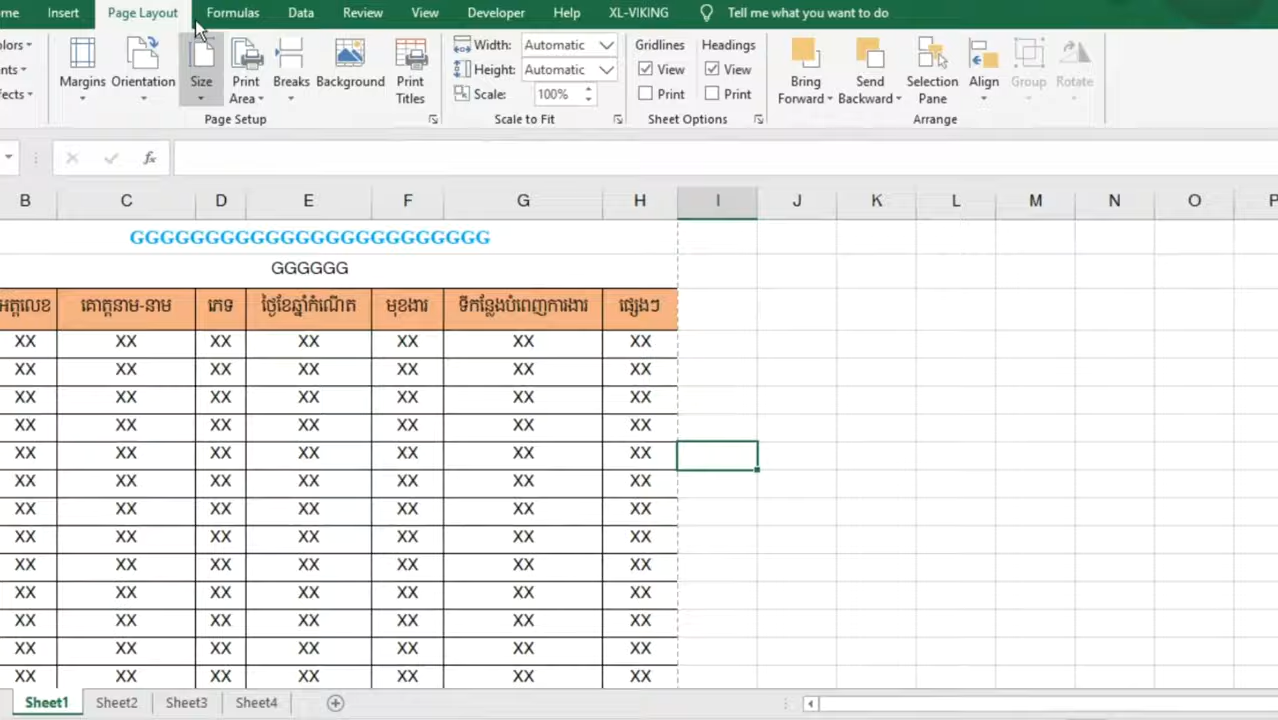 Insert Page Layout Formulas Data Review View Developer Help XL-VIKING Tell me what you want to do
Margins Orientation Size Print Area Breaks Background Print Titles
Page Setup
Width: Automatic
Height: Automatic
Scale: 100%
Scale to Fit
Gridlines Headings
View View
Print Print
Sheet Options
Bring Forward Send Backward Selection Pane Align Group Rotate
Arrange
fx
B C D E F G H I J K L M N O P
GGGGGGGGGGGGGGGGGGGGGGGG
GGGGGG
អត្តលេខ គោត្តនាម-នាម ភេទ ថ្ងៃខែឆ្នាំកំណើត មុខងារ ទីកន្លែងបំពេញការងារ ផ្សេងៗ
XX XX XX XX XX XX XX
XX XX XX XX XX XX XX
XX XX XX XX XX XX XX
XX XX XX XX XX XX XX
XX XX XX XX XX XX XX
XX XX XX XX XX XX XX
XX XX XX XX XX XX XX
XX XX XX XX XX XX XX
XX XX XX XX XX XX XX
XX XX XX XX XX XX XX
XX XX XX XX XX XX XX
XX XX XX XX XX XX XX
XX XX XX XX XX XX XX
Sheet1 Sheet2 Sheet3 Sheet4